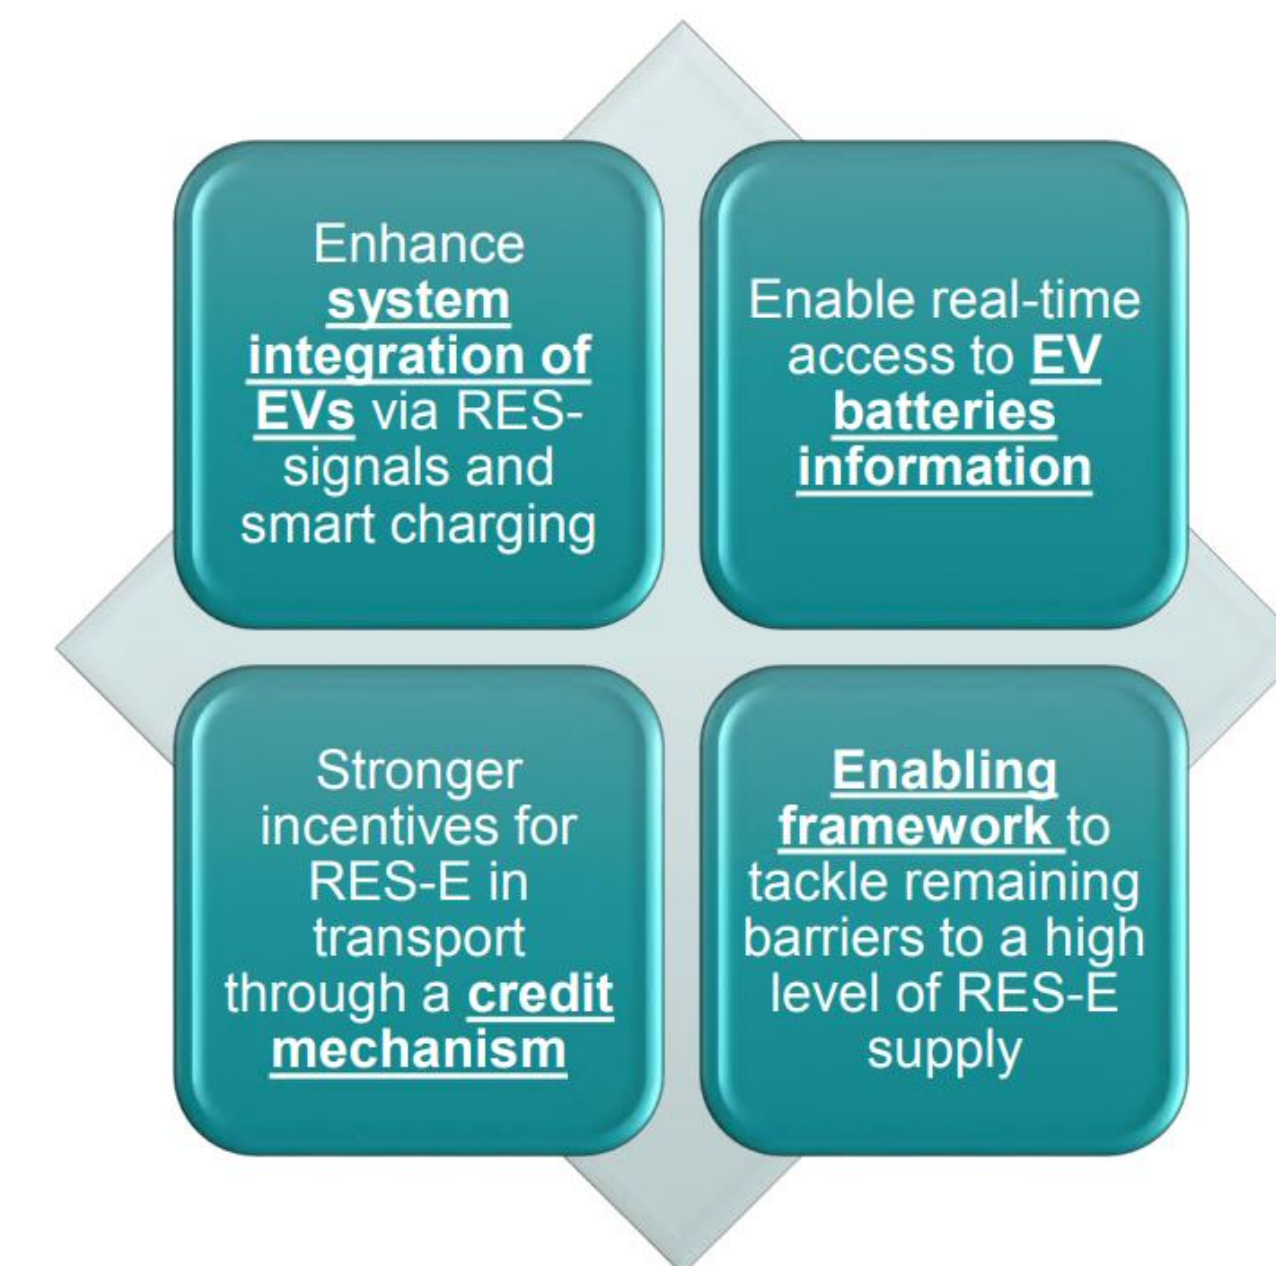 Enhance
system
integration of
EVs via RES-
signals and
smart charging
Enable real-time
access to EV
batteries
information
Stronger
incentives for
RES-E in
transport
through a credit
mechanism
Enabling
framework to
tackle remaining
barriers to a high
level of RES-E
supply